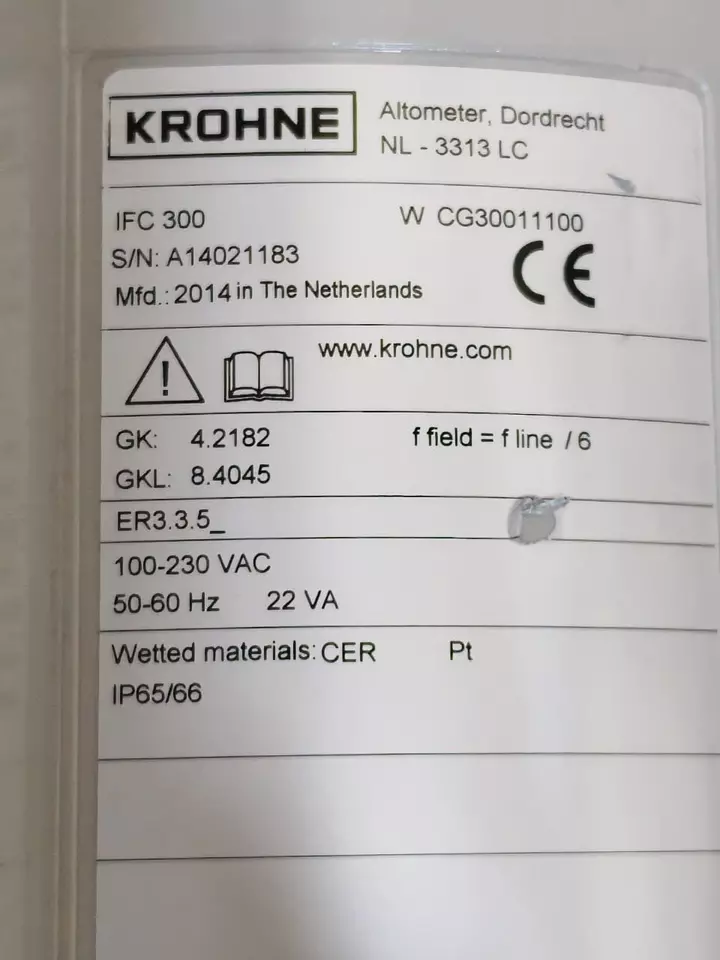 KROHNE
Altometer, Dordrecht
NL - 3313 LC
IFC 300 W CG30011100
S/N: A14021183
Mfd.: 2014 in The Netherlands
CE
www.krohne.com
GK: 4.2182 f field = f line / 6
GKL: 8.4045
ER3.3.5_
100-230 VAC
50-60 Hz 22 VA
Wetted materials: CER Pt
IP65/66